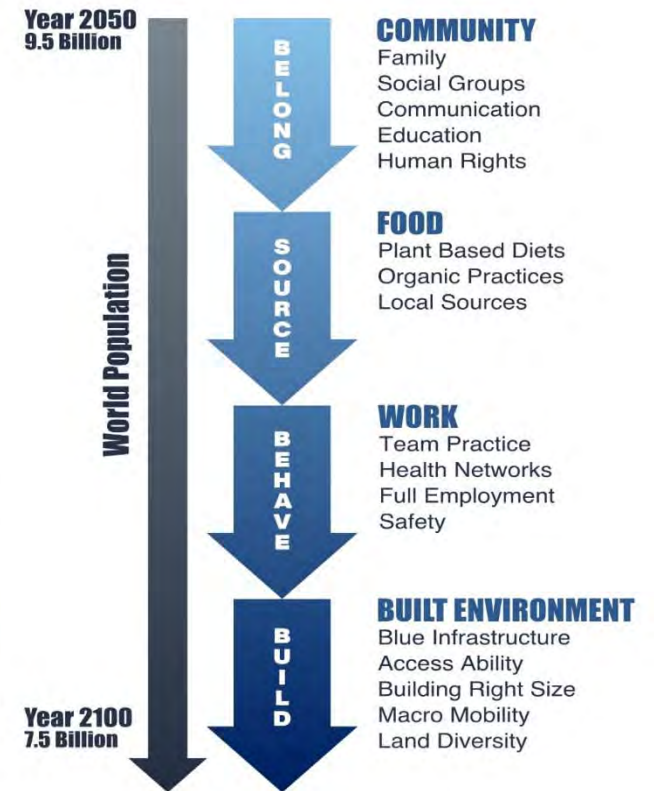 Year 2050
9.5 Billion
World Population
Year 2100
7.5 Billion
BELONG
COMMUNITY
Family
Social Groups
Communication
Education
Human Rights
SOURCE
FOOD
Plant Based Diets
Organic Practices
Local Sources
BEHAVE
WORK
Team Practice
Health Networks
Full Employment
Safety
BUILD
BUILT ENVIRONMENT
Blue Infrastructure
Access Ability
Building Right Size
Macro Mobility
Land Diversity